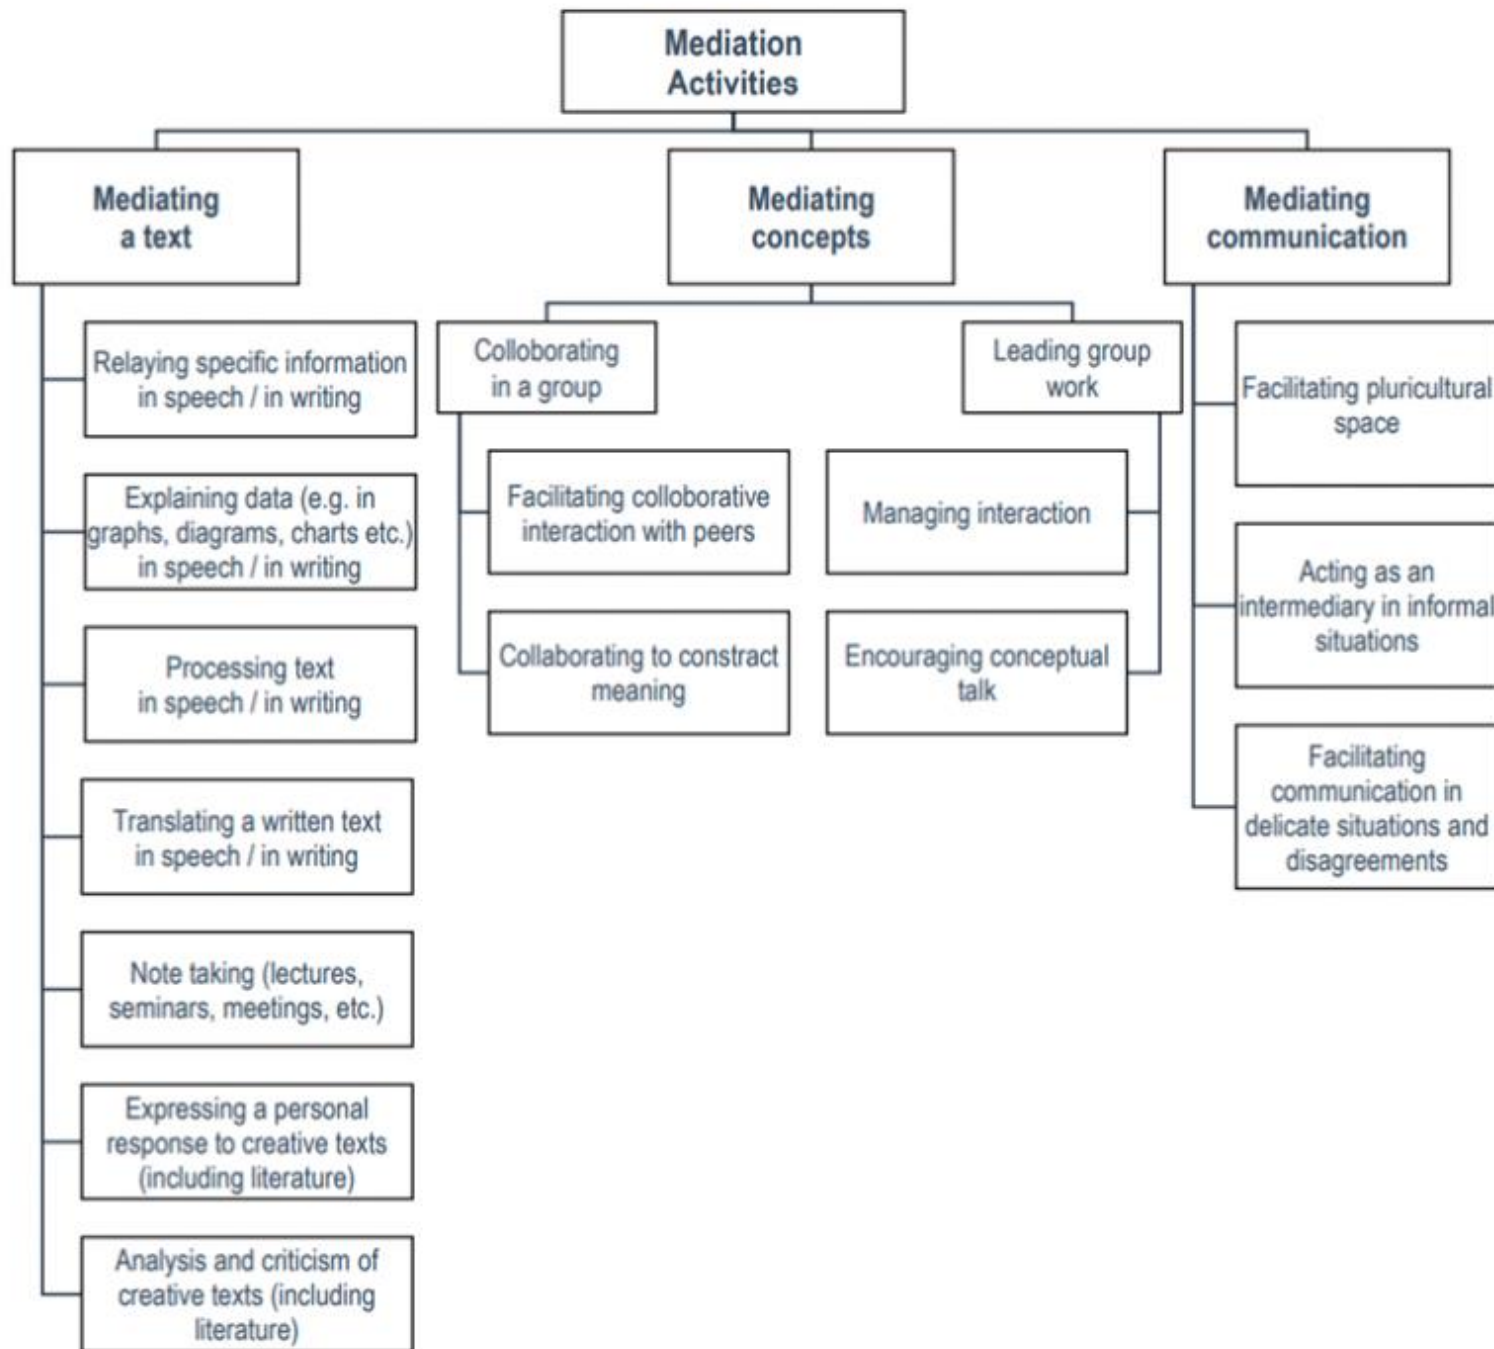 Mediation
Activities
Mediating
a text
Mediating
concepts
Mediating
communication
Relaying specific information
in speech / in writing
Explaining data (e.g. in
graphs, diagrams, charts etc.)
in speech / in writing
Processing text
in speech / in writing
Translating a written text
in speech / in writing
Note taking (lectures,
seminars, meetings, etc.)
Expressing a personal
response to creative texts
(including literature)
Analysis and criticism of
creative texts (including
literature)
Colloborating
in a group
Facilitating colloborative
interaction with peers
Collaborating to constract
meaning
Leading group
work
Managing interaction
Encouraging conceptual
talk
Facilitating pluricultural
space
Acting as an
intermediary in informal
situations
Facilitating
communication in
delicate situations and
disagreements